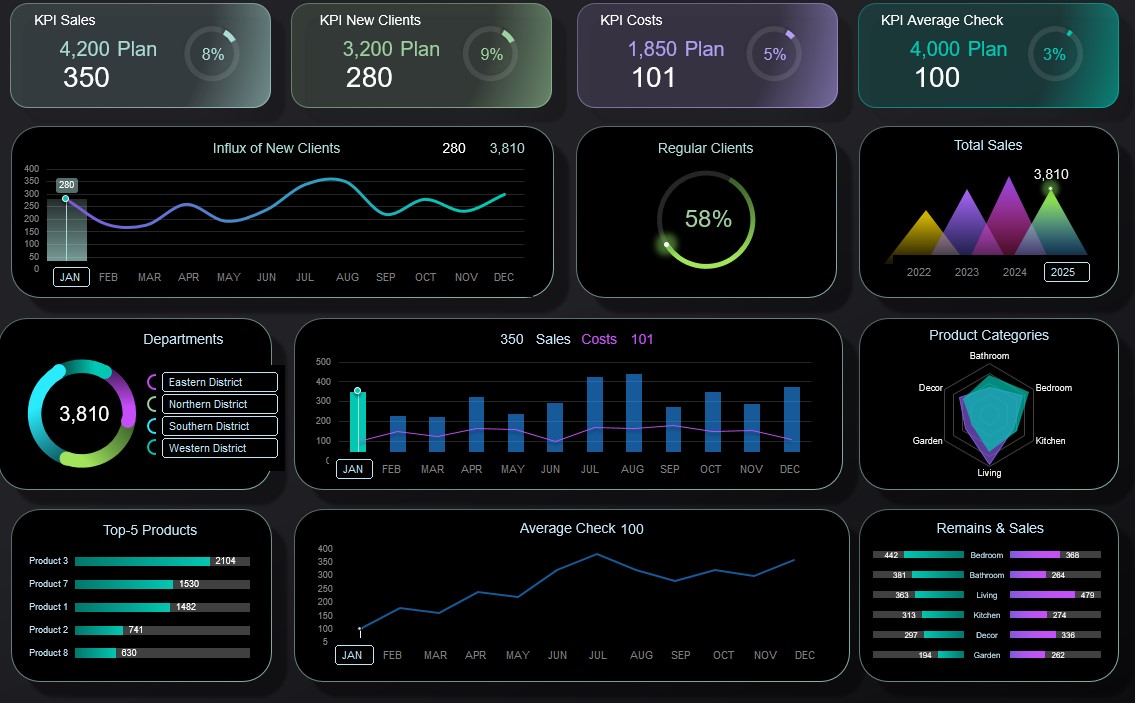 KPI Sales
4,200 Plan
350
8%
KPI New Clients
3,200 Plan
280
9%
KPI Costs
1,850 Plan
101
5%
KPI Average Check
4,000 Plan
100
3%
Influx of New Clients 280 3,810
400
350
300
250
200
150
100
50
0
280
JAN FEB MAR APR MAY JUN JUL AUG SEP OCT NOV DEC
Regular Clients
58%
Total Sales
3,810
2022 2023 2024 2025
Departments
3,810
Eastern District
Northern District
Southern District
Western District
350 Sales Costs 101
500
400
300
200
100
0
JAN FEB MAR APR MAY JUN JUL AUG SEP OCT NOV DEC
Product Categories
Bathroom
Decor Bedroom
Garden Kitchen
Living
Top-5 Products
Product 3 2104
Product 7 1530
Product 1 1482
Product 2 741
Product 8 630
Average Check 100
400
350
300
250
200
150
100
5
JAN FEB MAR APR MAY JUN JUL AUG SEP OCT NOV DEC
Remains & Sales
442 Bedroom 368
381 Bathroom 264
363 Living 479
313 Kitchen 274
297 Decor 336
194 Garden 262